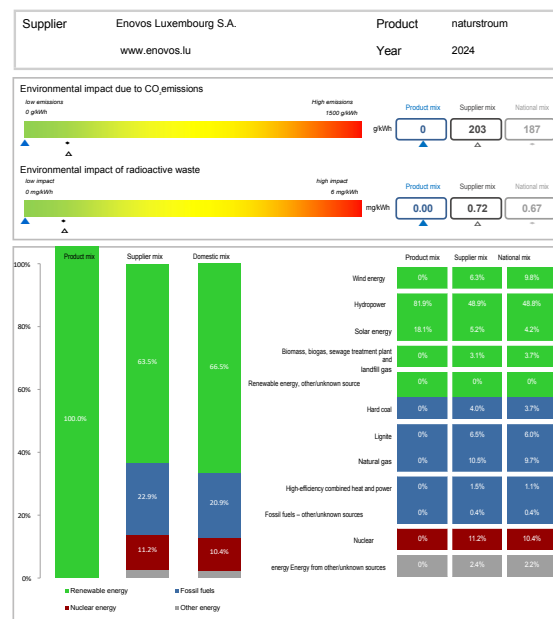 Supplier Enovos Luxembourg S.A. Product naturstroum
www.enovos.lu Year 2024
Environmental impact due to CO2emissions
low emissions High emissions
0 g/kWh 1500 g/kWh
Product mix Supplier mix National mix
g/kWh 0 203 187
Environmental impact of radioactive waste
low impact high impact
0 mg/kWh 6 mg/kWh
Product mix Supplier mix National mix
mg/kWh 0.00 0.72 0.67
Product mix Supplier mix Domestic mix
100%
80%
60%
40%
20%
0%
100.0%
63.5%
22.9%
11.2%
66.5%
20.9%
10.4%
Renewable energy Fossil fuels
Nuclear energy Other energy
Product mix Supplier mix National mix
Wind energy 0% 6.3% 9.8%
Hydropower 81.9% 48.9% 48.8%
Solar energy 18.1% 5.2% 4.2%
Biomass, biogas, sewage treatment plant
and
landfill gas 0% 3.1% 3.7%
Renewable energy, other/unknown source 0% 0% 0%
Hard coal 0% 4.0% 3.7%
Lignite 0% 6.5% 6.0%
Natural gas 0% 10.5% 9.7%
High-efficiency combined heat and power 0% 1.5% 1.1%
Fossil fuels – other/unknown sources 0% 0.4% 0.4%
Nuclear 0% 11.2% 10.4%
energy Energy from other/unknown sources 0% 2.4% 2.2%